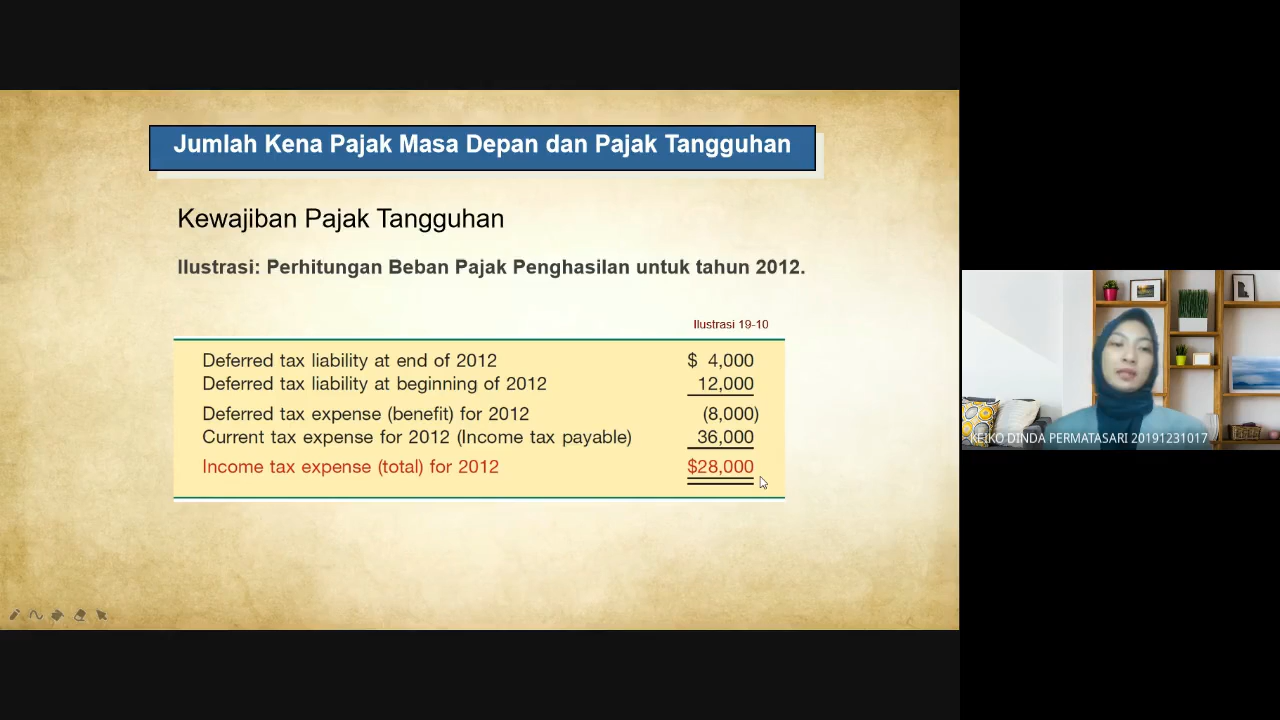 Jumlah Kena Pajak Masa Depan dan Pajak Tangguhan
Kewajiban Pajak Tangguhan
Ilustrasi: Perhitungan Beban Pajak Penghasilan untuk tahun 2012.
Ilustrasi 19-10
Deferred tax liability at end of 2012 $ 4,000
Deferred tax liability at beginning of 2012 12,000
Deferred tax expense (benefit) for 2012 (8,000)
Current tax expense for 2012 (Income tax payable) 36,000
Income tax expense (total) for 2012 $28,000
KEIKO DINDA PERMATASARI 20191231017